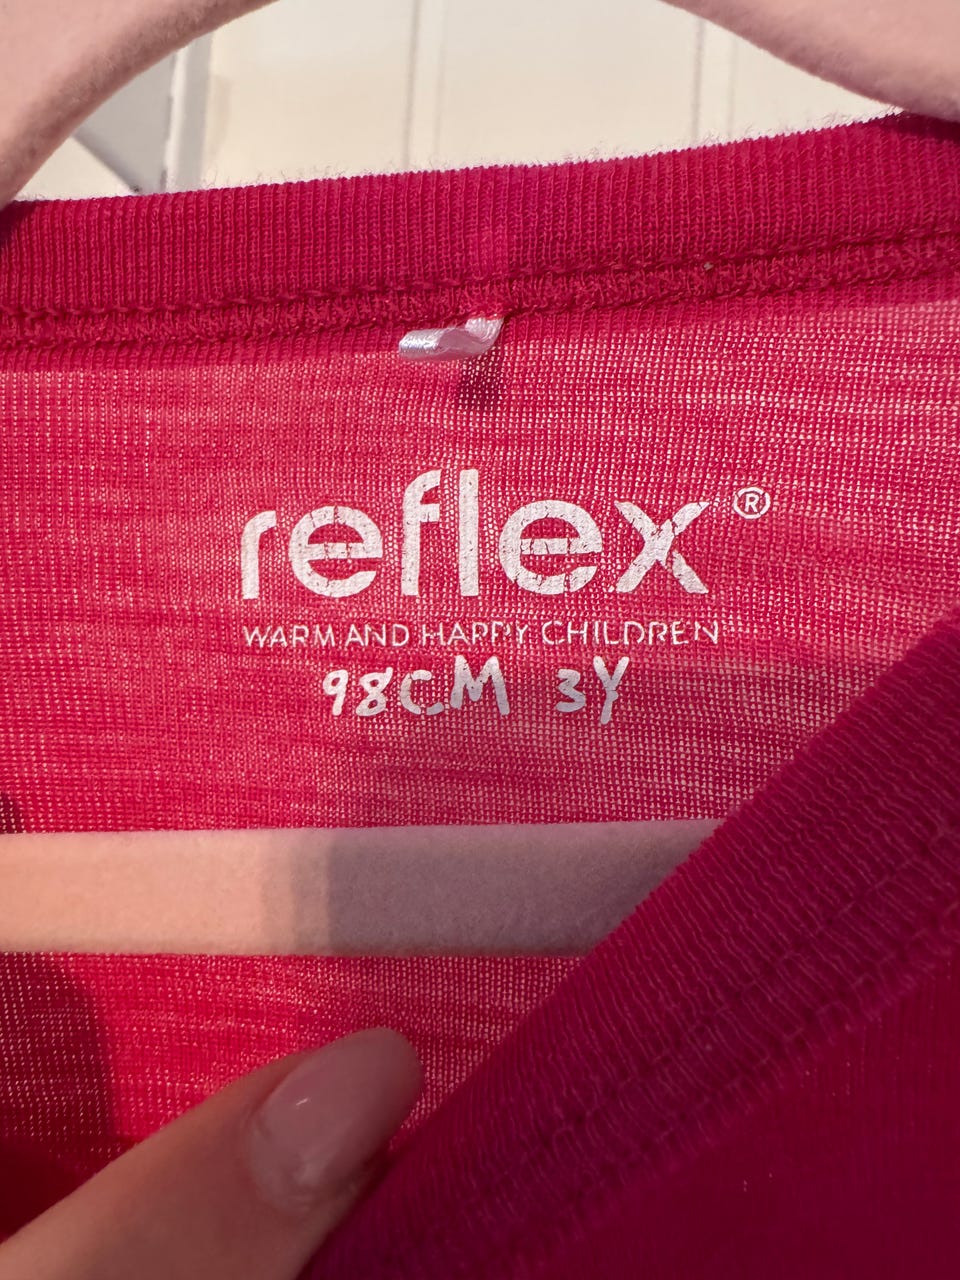 reflex®
WARM AND HAPPY CHILDREN
98CM 3Y